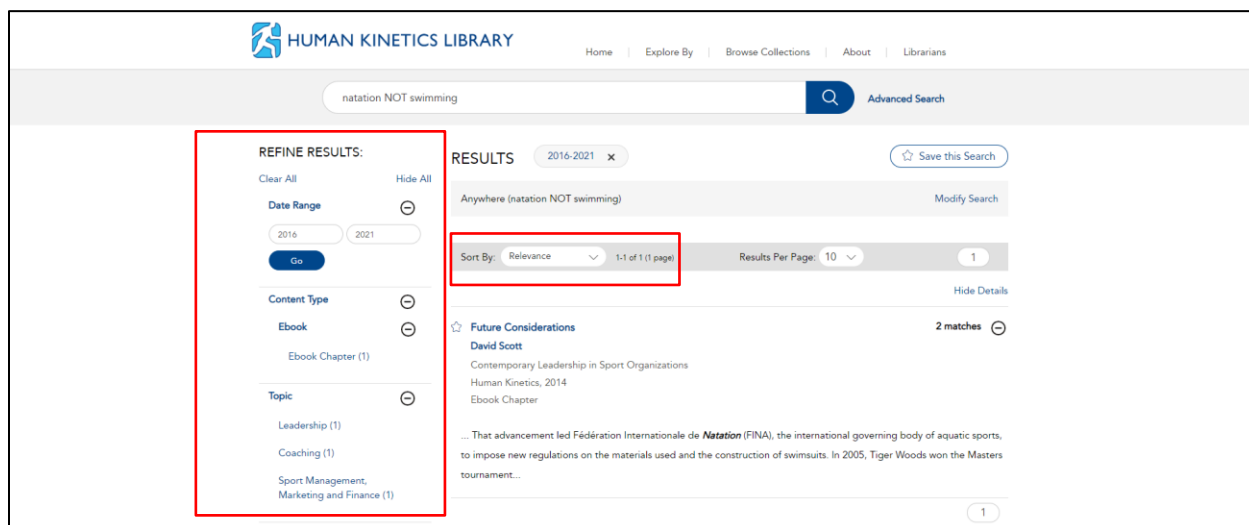 HUMAN KINETICS LIBRARY
Home | Explore By | Browse Collections | About | Librarians
natation NOT swimming
Advanced Search
REFINE RESULTS:
Clear All Hide All
Date Range
2016 2021
Go
Content Type
Ebook
Ebook Chapter (1)
Topic
Leadership (1)
Coaching (1)
Sport Management,
Marketing and Finance (1)
RESULTS 2016-2021 x Save this Search
Anywhere (natation NOT swimming) Modify Search
Sort By: Relevance 1-1 of 1 (1 page) Results Per Page: 10 1
Hide Details
Future Considerations 2 matches
David Scott
Contemporary Leadership in Sport Organizations
Human Kinetics, 2014
Ebook Chapter
... That advancement led Fédération Internationale de Natation (FINA), the international governing body of aquatic sports,
to impose new regulations on the materials used and the construction of swimsuits. In 2005, Tiger Woods won the Masters
tournament...
1